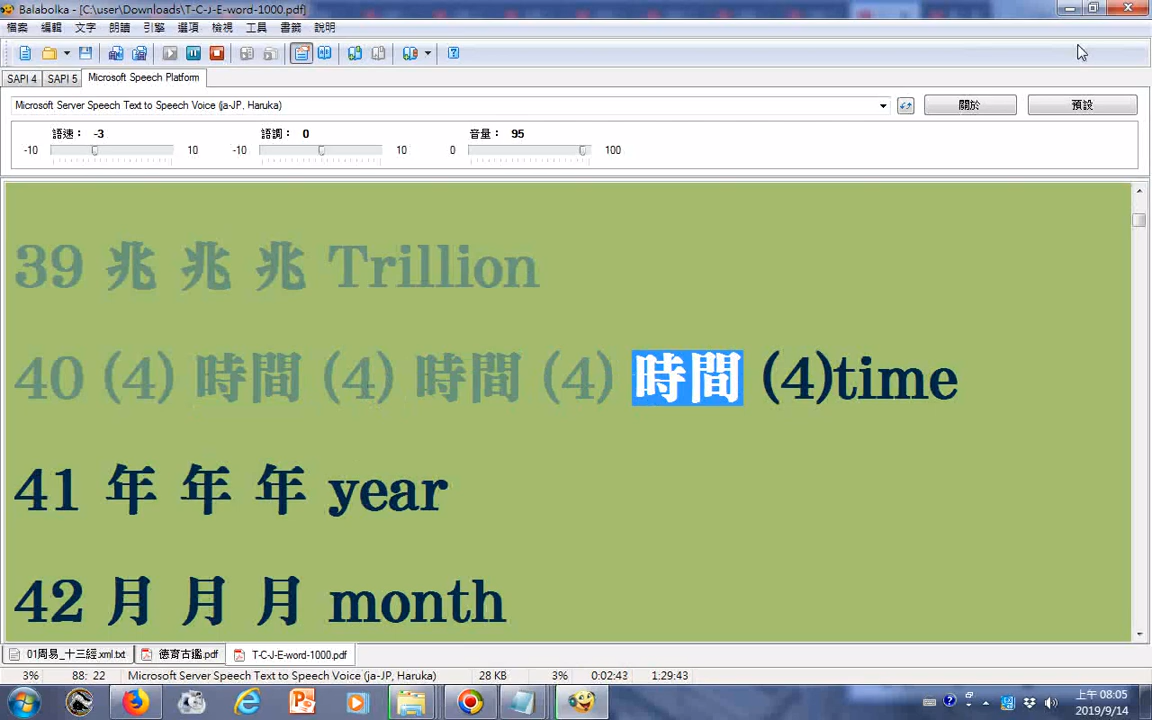 Balabolka - [C:\user\Downloads\T-C-J-E-word-1000.pdf]
檔案 編輯 文字 朗讀 引擎 選項 檢視 工具 書籤 說明
SAPI 4 SAPI 5 Microsoft Speech Platform
Microsoft Server Speech Text to Speech Voice (ja-JP, Haruka) 關於 預設
語速： -3 語調： 0 音量： 95
-10 10 -10 10 0 100
39 兆 兆 兆 Trillion
40 (4) 時間 (4) 時間 (4) 時間 (4)time
41 年 年 年 year
42 月 月 月 month
01周易_十三經.xml.txt 德育古鑑.pdf T-C-J-E-word-1000.pdf
3% 88: 22 Microsoft Server Speech Text to Speech Voice (ja-JP, Haruka) 28 KB 3% 0:02:43 1:29:43
上午 08:05
2019/9/14